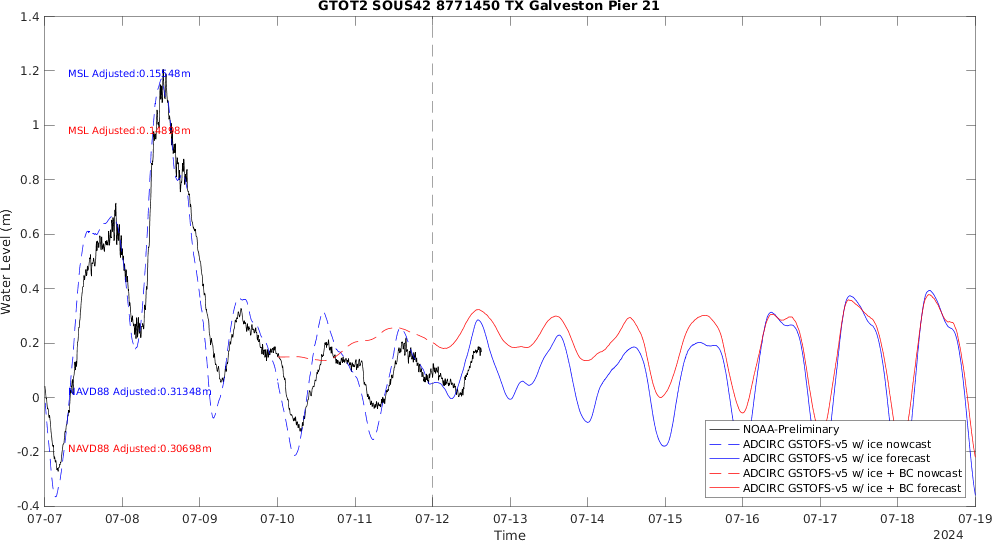 GTOT2 SOUS42 8771450 TX Galveston Pier 21
1.4
1.2
1
0.8
0.6
0.4
0.2
0
-0.2
-0.4
Water Level (m)
MSL Adjusted:0.15548m
MSL Adjusted:0.14898m
NAVD88 Adjusted:0.31348m
NAVD88 Adjusted:0.30698m
NOAA-Preliminary
ADCIRC GSTOFS-v5 w/ ice nowcast
ADCIRC GSTOFS-v5 w/ ice forecast
ADCIRC GSTOFS-v5 w/ ice + BC nowcast
ADCIRC GSTOFS-v5 w/ ice + BC forecast
07-07 07-08 07-09 07-10 07-11 07-12 07-13 07-14 07-15 07-16 07-17 07-18 07-19
Time
2024